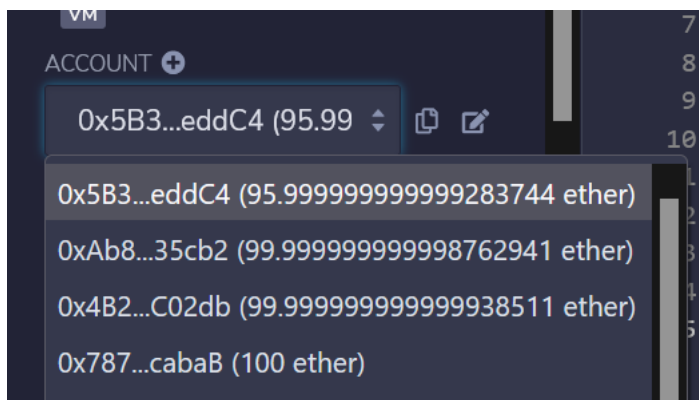 VM
ACCOUNT
0x5B3...eddC4 (95.99
0x5B3...eddC4 (95.999999999999283744 ether)
0xAb8...35cb2 (99.999999999998762941 ether)
0x4B2...C02db (99.999999999999938511 ether)
0x787...cabaB (100 ether)
7
8
9
10